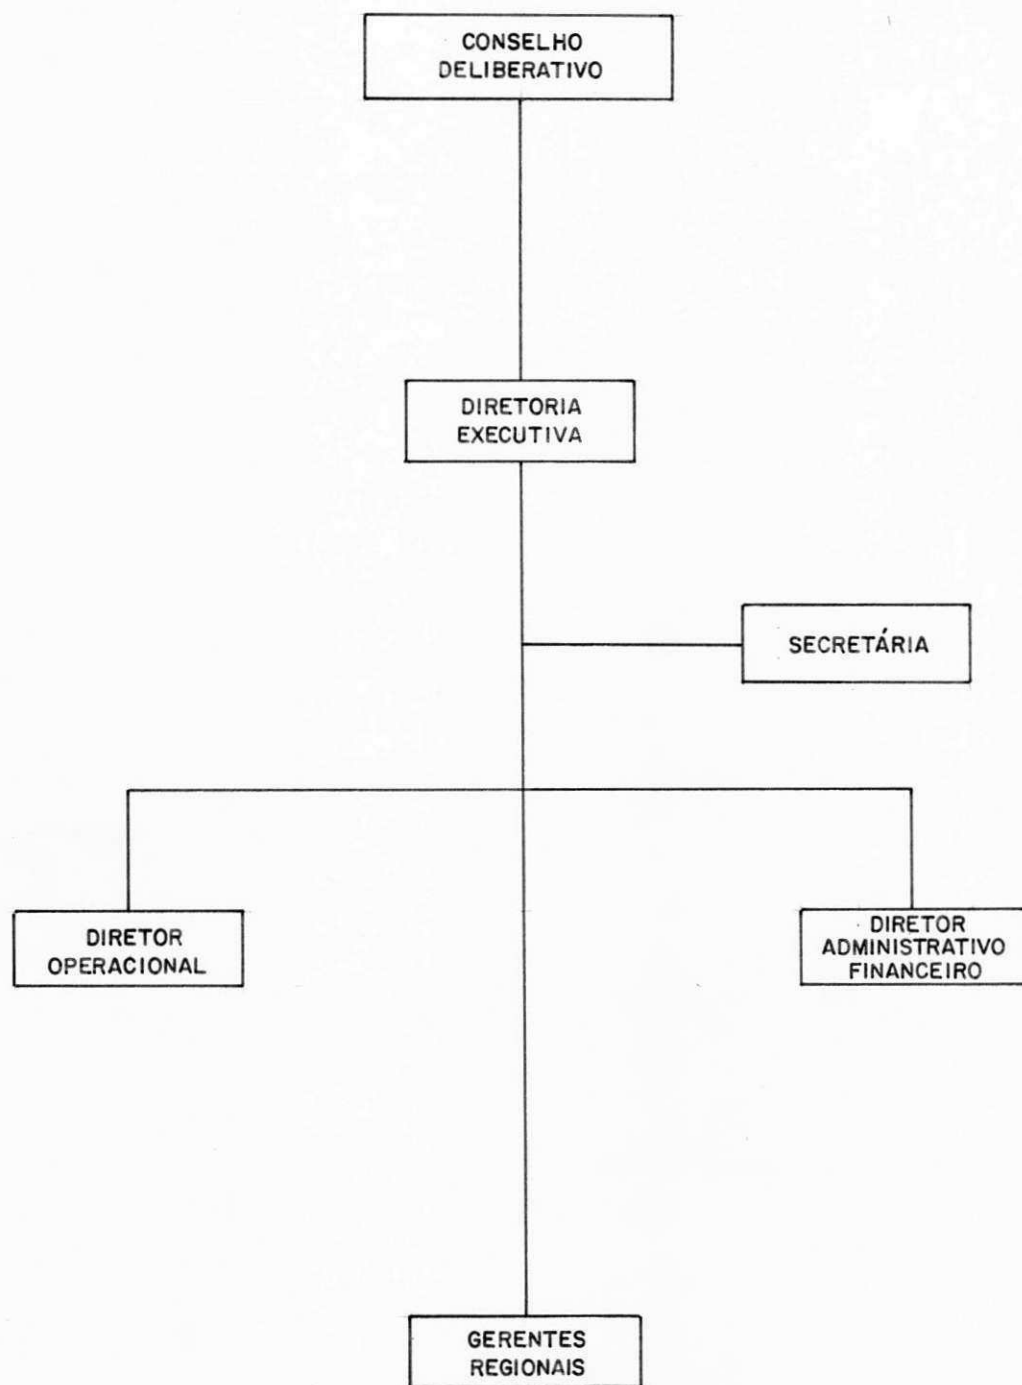 CONSELHO
DELIBERATIVO
DIRETORIA
EXECUTIVA
SECRETÁRIA
DIRETOR
OPERACIONAL
DIRETOR
ADMINISTRATIVO
FINANCEIRO
GERENTES
REGIONAIS